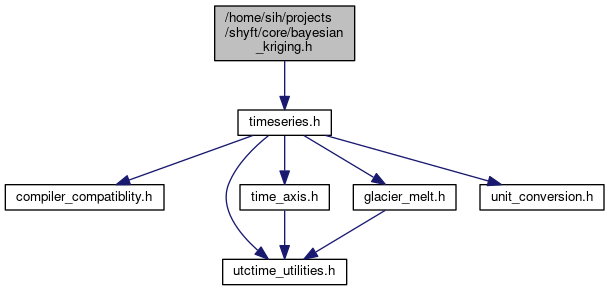 /home/sih/projects
/shyft/core/bayesian
_kriging.h
timeseries.h
compiler_compatiblity.h
time_axis.h
glacier_melt.h
unit_conversion.h
utctime_utilities.h